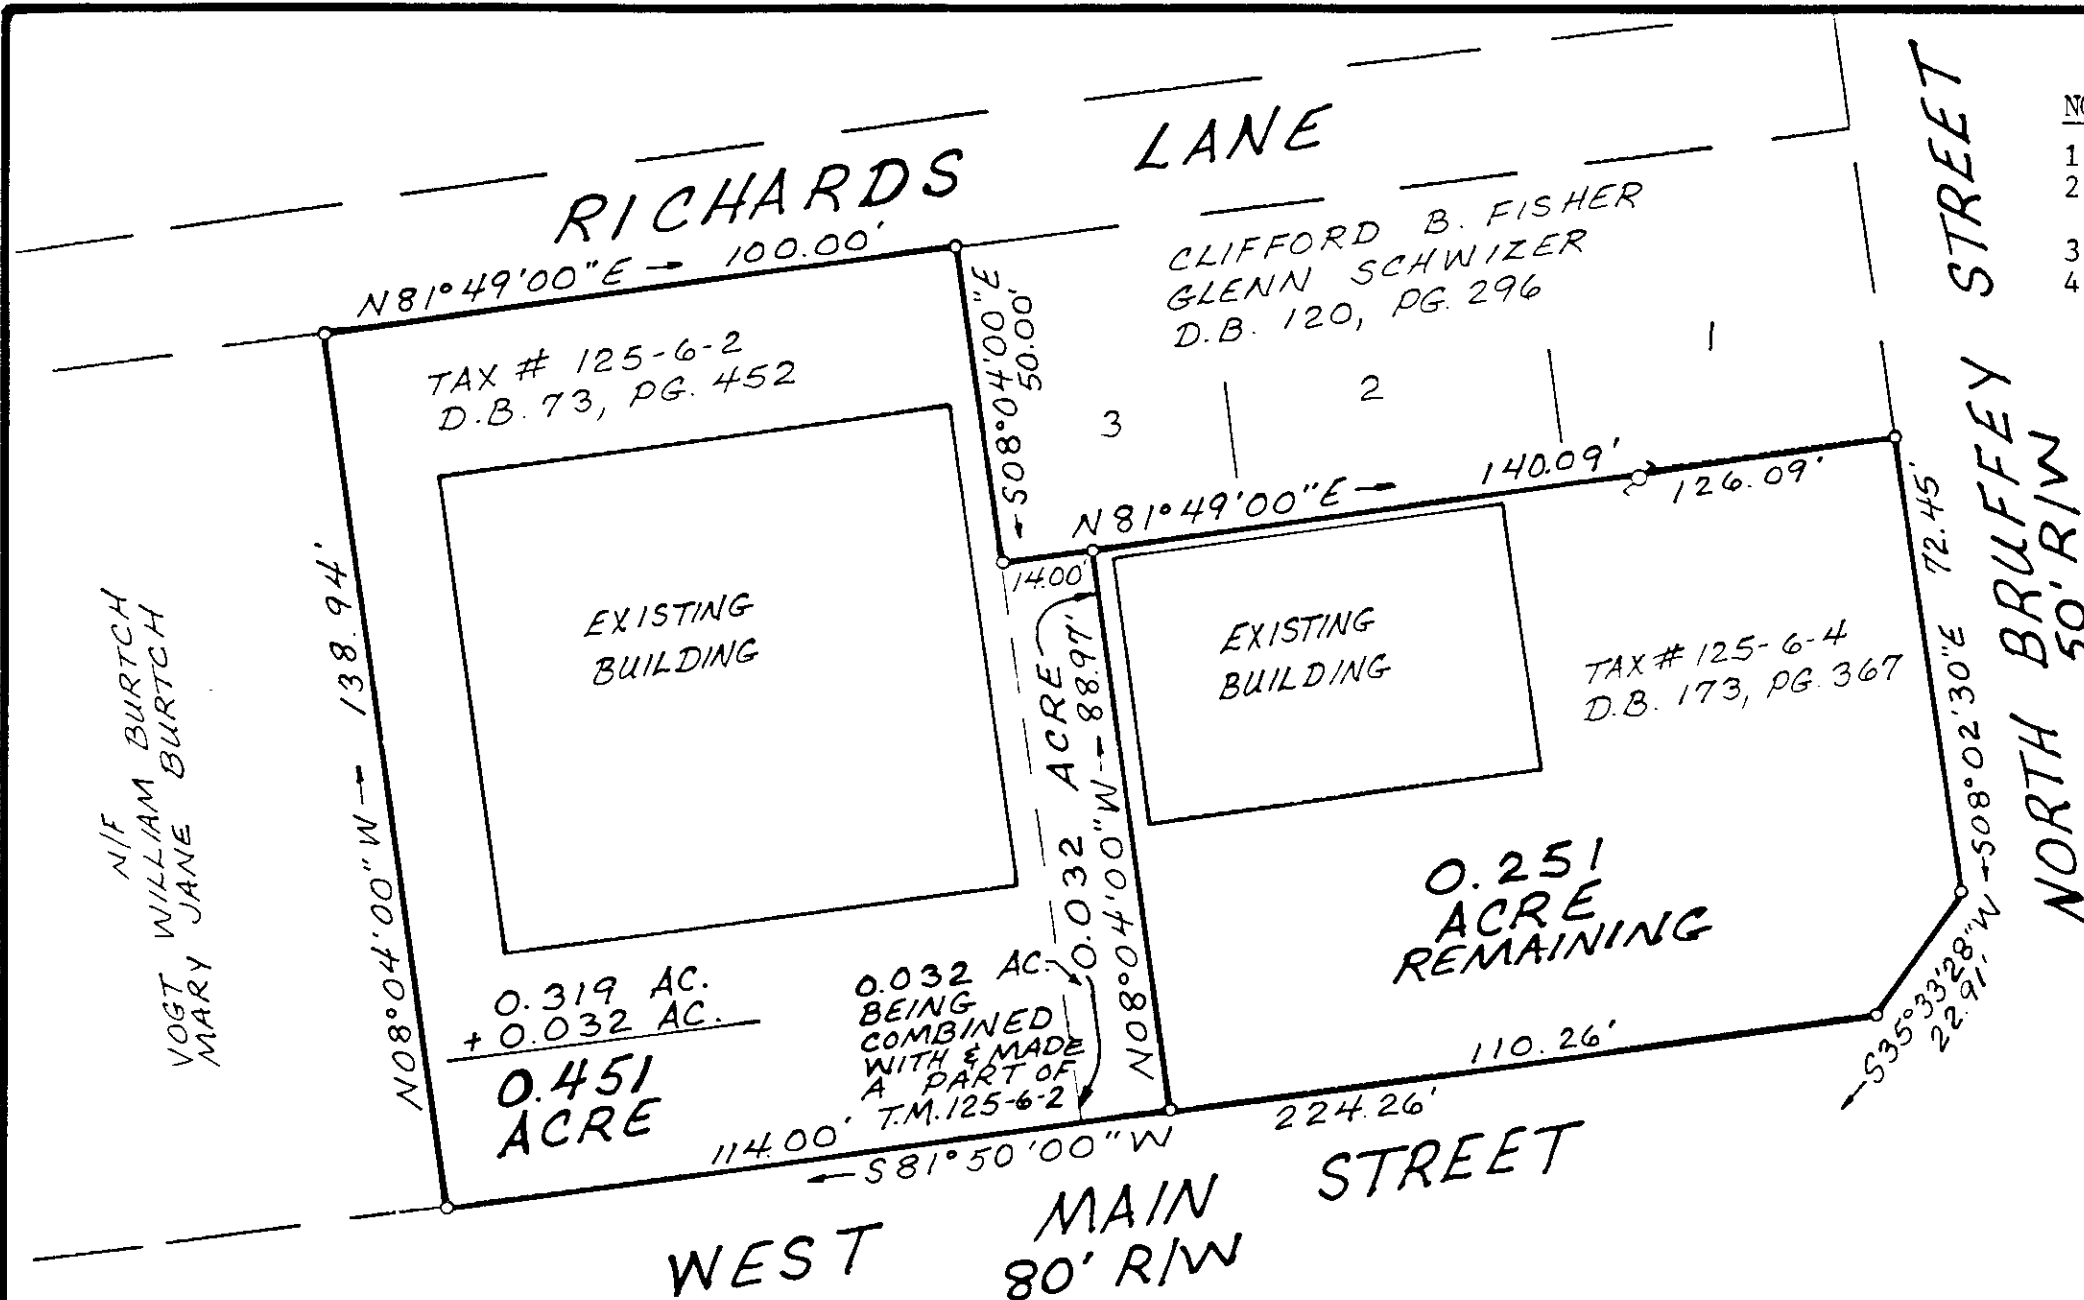 RICHARDS LANE
N81°49'00"E → 100.00'
TAX # 125-6-2
D.B. 73, PG. 452
←S08°04'00"E
50.00'
CLIFFORD B. FISHER
GLENN SCHWIZER
D.B. 120, PG. 296
3
2
1
N81°49'00"E → 140.09'
126.09'
14.00'
NORTH BRUFFEY STREET
50' R/W
72.45'
←S08°02'30"E
NO
1
2
3
4
N/F
VOGT WILLIAM BURTCH
MARY JANE BURTCH
N08°04'00"W → 138.94'
EXISTING
BUILDING
0.032 ACRE
N08°04'00"W → 88.97'
EXISTING
BUILDING
TAX # 125-6-4
D.B. 173, PG. 367
0.251
ACRE
REMAINING
0.319 AC.
+ 0.032 AC.
0.451
ACRE
0.032 AC.
BEING
COMBINED
WITH & MADE
A PART OF
T.M. 125-6-2
←S35°33'28"W
22.91'
110.26'
224.26'
114.00'
←S81°50'00"W
WEST MAIN STREET
80' R/W